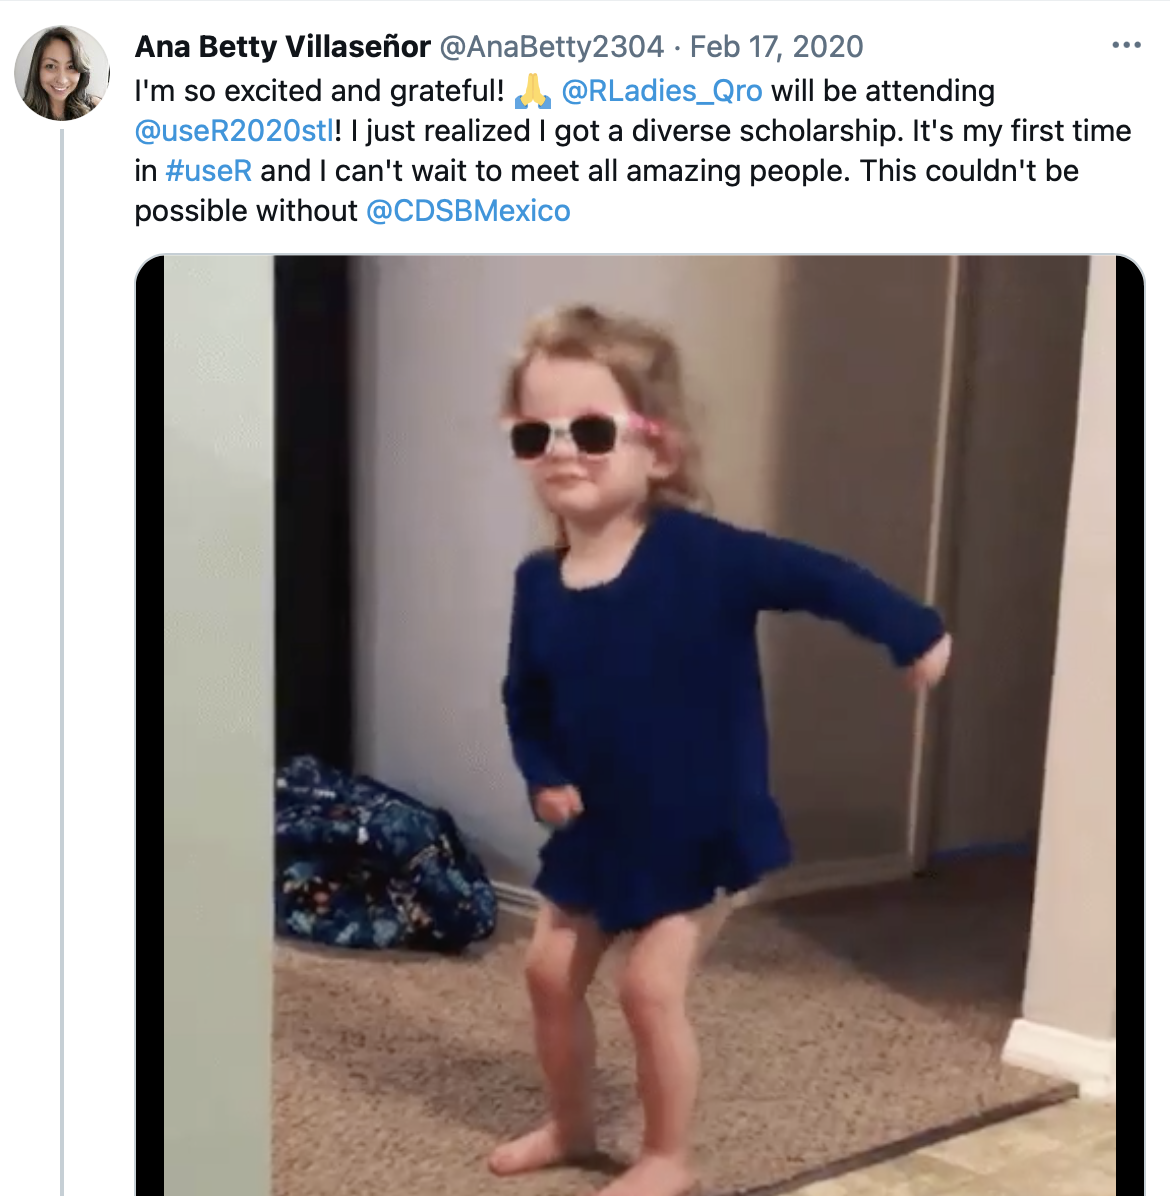 Ana Betty Villaseñor @AnaBetty2304 · Feb 17, 2020
I'm so excited and grateful! 🙏 @RLadies_Qro will be attending
@useR2020stl! I just realized I got a diverse scholarship. It's my first time
in #useR and I can't wait to meet all amazing people. This couldn't be
possible without @CDSBMexico